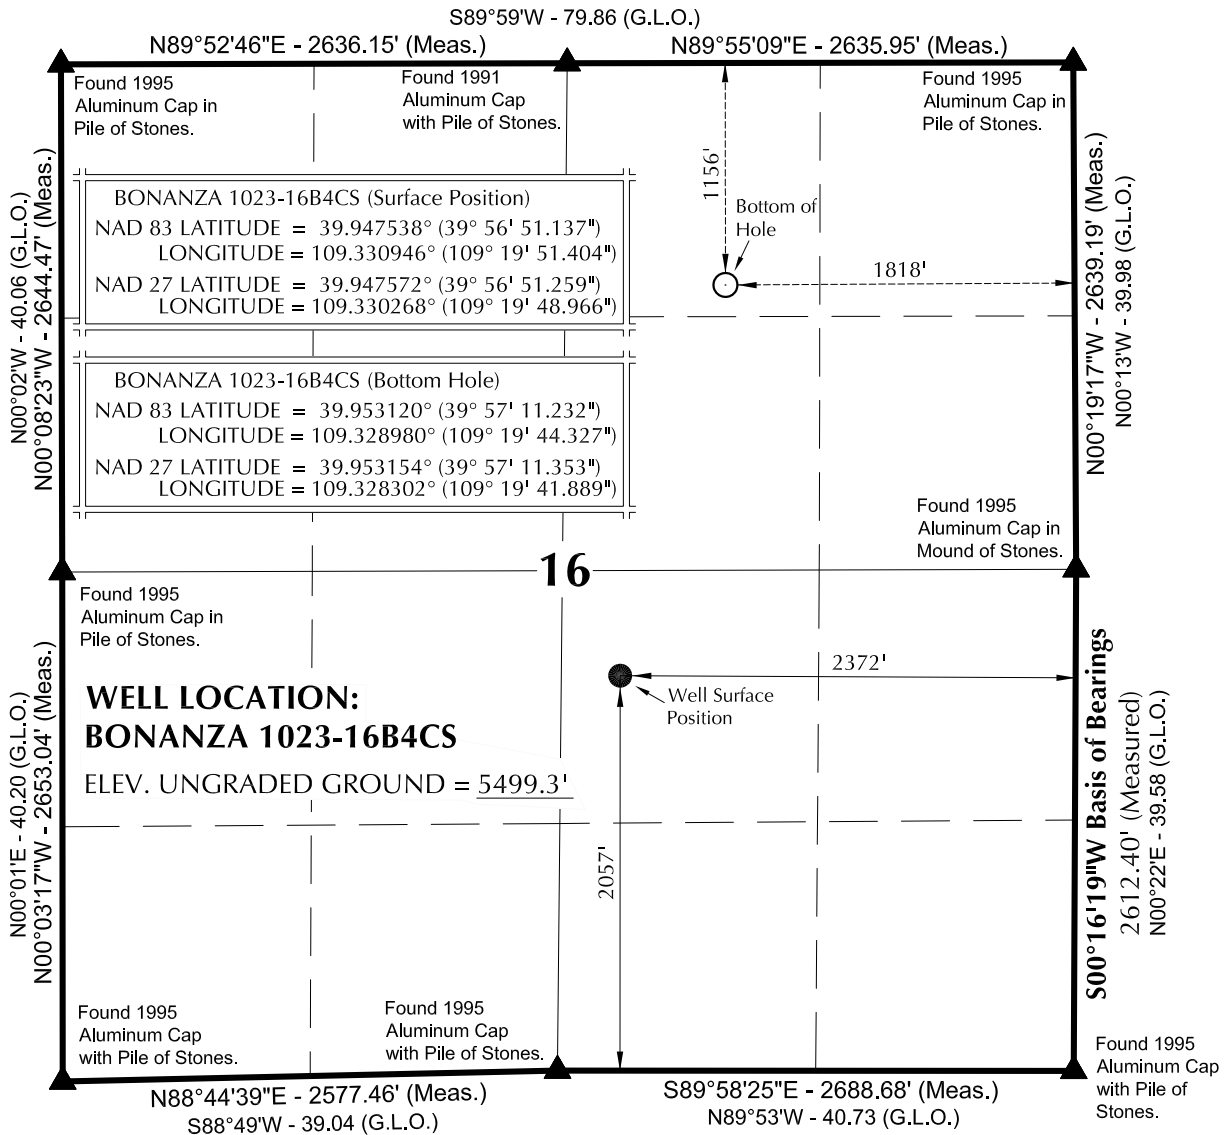 S89°59'W - 79.86 (G.L.O.)
N89°52'46"E - 2636.15' (Meas.)
N89°55'09"E - 2635.95' (Meas.)
Found 1995
Aluminum Cap in
Pile of Stones.
Found 1991
Aluminum Cap
with Pile of Stones.
Found 1995
Aluminum Cap in
Pile of Stones.
N00°02'W - 40.06 (G.L.O.)
N00°08'23"W - 2644.47' (Meas.)
BONANZA 1023-16B4CS (Surface Position)
NAD 83 LATITUDE = 39.947538° (39° 56' 51.137")
LONGITUDE = 109.330946° (109° 19' 51.404")
NAD 27 LATITUDE = 39.947572° (39° 56' 51.259")
LONGITUDE = 109.330268° (109° 19' 48.966")
1156'
Bottom of
Hole
1818'
N00°19'17"W - 2639.19' (Meas.)
N00°13'W - 39.98 (G.L.O.)
BONANZA 1023-16B4CS (Bottom Hole)
NAD 83 LATITUDE = 39.953120° (39° 57' 11.232")
LONGITUDE = 109.328980° (109° 19' 44.327")
NAD 27 LATITUDE = 39.953154° (39° 57' 11.353")
LONGITUDE = 109.328302° (109° 19' 41.889")
Found 1995
Aluminum Cap in
Mound of Stones.
16
Found 1995
Aluminum Cap in
Pile of Stones.
N00°01'E - 40.20 (G.L.O.)
N00°03'17"W - 2653.04' (Meas.)
WELL LOCATION:
BONANZA 1023-16B4CS
ELEV. UNGRADED GROUND = 5499.3'
2372'
Well Surface
Position
2057'
S00°16'19"W Basis of Bearings
2612.40' (Measured)
N00°22'E - 39.58 (G.L.O.)
Found 1995
Aluminum Cap
with Pile of Stones.
Found 1995
Aluminum Cap
with Pile of Stones.
Found 1995
Aluminum Cap
with Pile of
Stones.
N88°44'39"E - 2577.46' (Meas.)
S88°49'W - 39.04 (G.L.O.)
S89°58'25"E - 2688.68' (Meas.)
N89°53'W - 40.73 (G.L.O.)